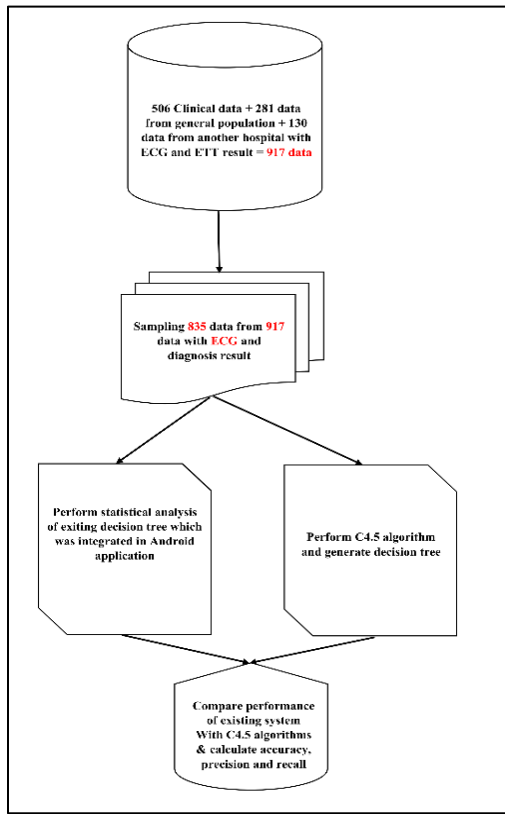 506 Clinical data + 281 data
from general population + 130
data from another hospital with
ECG and ETT result = 917 data
Sampling 835 data from 917
data with ECG and
diagnosis result
Perform statistical analysis
of exiting decision tree which
was integrated in Android
application
Perform C4.5 algorithm
and generate decision tree
Compare performance
of existing system
With C4.5 algorithms
& calculate accuracy,
precision and recall